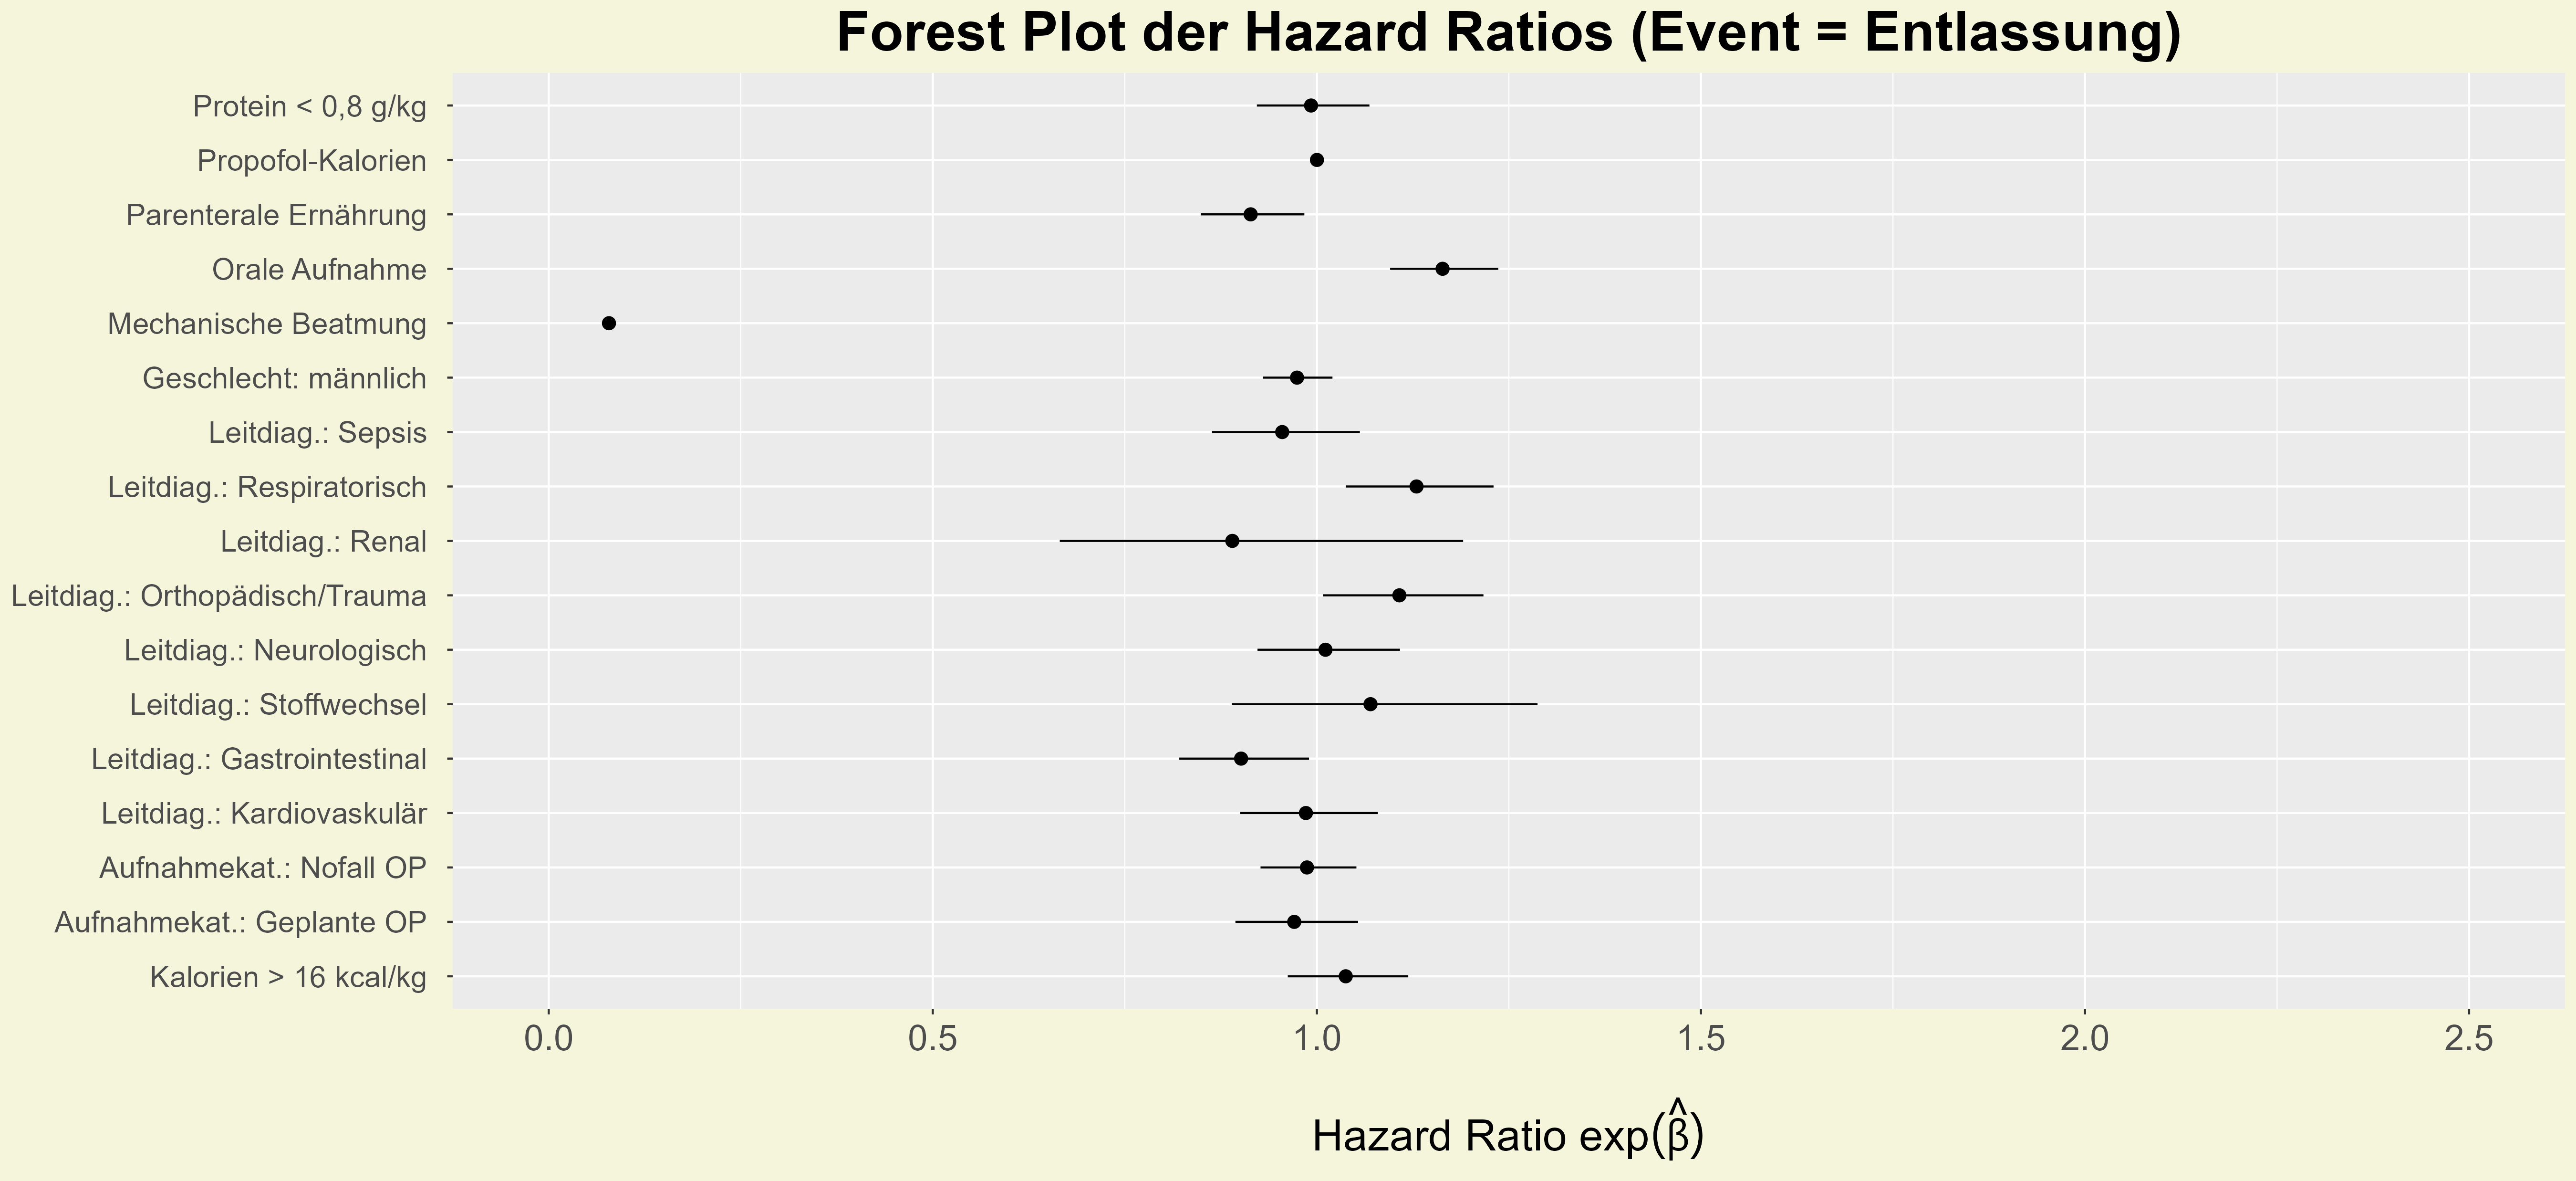 Forest Plot der Hazard Ratios (Event = Entlassung)
Protein < 0,8 g/kg
Propofol-Kalorien
Parenterale Ernährung
Orale Aufnahme
Mechanische Beatmung
Geschlecht: männlich
Leitdiag.: Sepsis
Leitdiag.: Respiratorisch
Leitdiag.: Renal
Leitdiag.: Orthopädisch/Trauma
Leitdiag.: Neurologisch
Leitdiag.: Stoffwechsel
Leitdiag.: Gastrointestinal
Leitdiag.: Kardiovaskulär
Aufnahmekat.: Nofall OP
Aufnahmekat.: Geplante OP
Kalorien > 16 kcal/kg
0.0 0.5 1.0 1.5 2.0 2.5
Hazard Ratio exp(β̂)